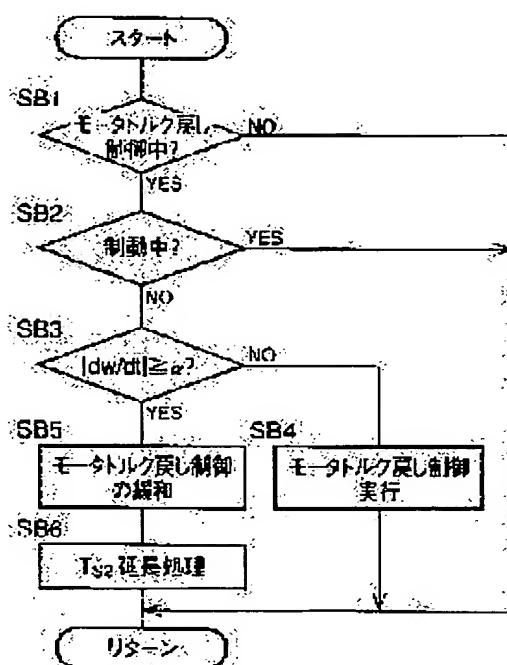 スタート
SB1
モータトルク戻し
制御中?
NO
YES
SB2
制動中?
YES
NO
SB3
|dw/dt|≧α?
NO
YES
SB5
モータトルク戻し制御
の緩和
SB4
モータトルク戻し制御
実行
SB6
TS2 延長処理
リターン